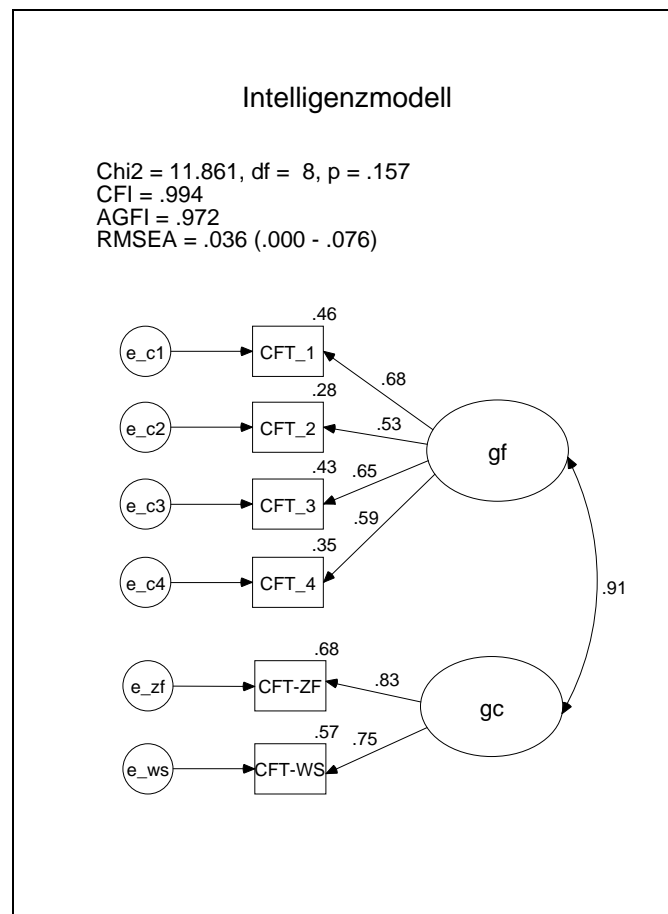 Intelligenzmodell
Chi2 = 11.861, df = 8, p = .157
CFI = .994
AGFI = .972
RMSEA = .036 (.000 - .076)
.46
e_c1 CFT_1
.68
.28
e_c2 CFT_2 .53
gf
.43
.65
e_c3 CFT_3
.59
.35
e_c4 CFT_4
.91
.68
e_zf CFT-ZF .83
gc
.57
.75
e_ws CFT-WS